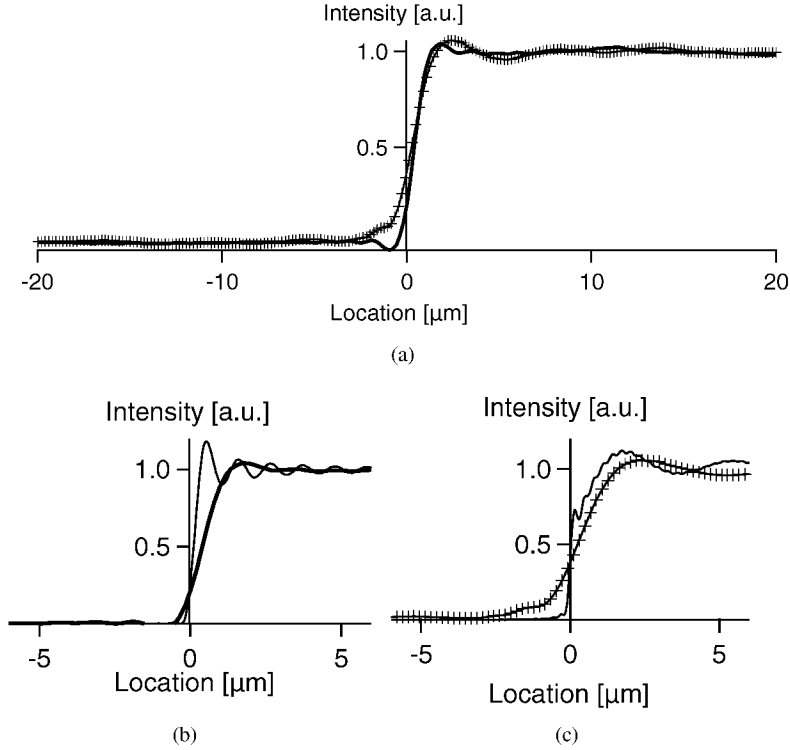 Intensity [a.u.]
1.0
0.5
-20 -10 0 10 20
Location [µm]
(a)
Intensity [a.u.]
1.0
0.5
-5 0 5
Location [µm]
(b)
Intensity [a.u.]
1.0
0.5
-5 0 5
Location [µm]
(c)